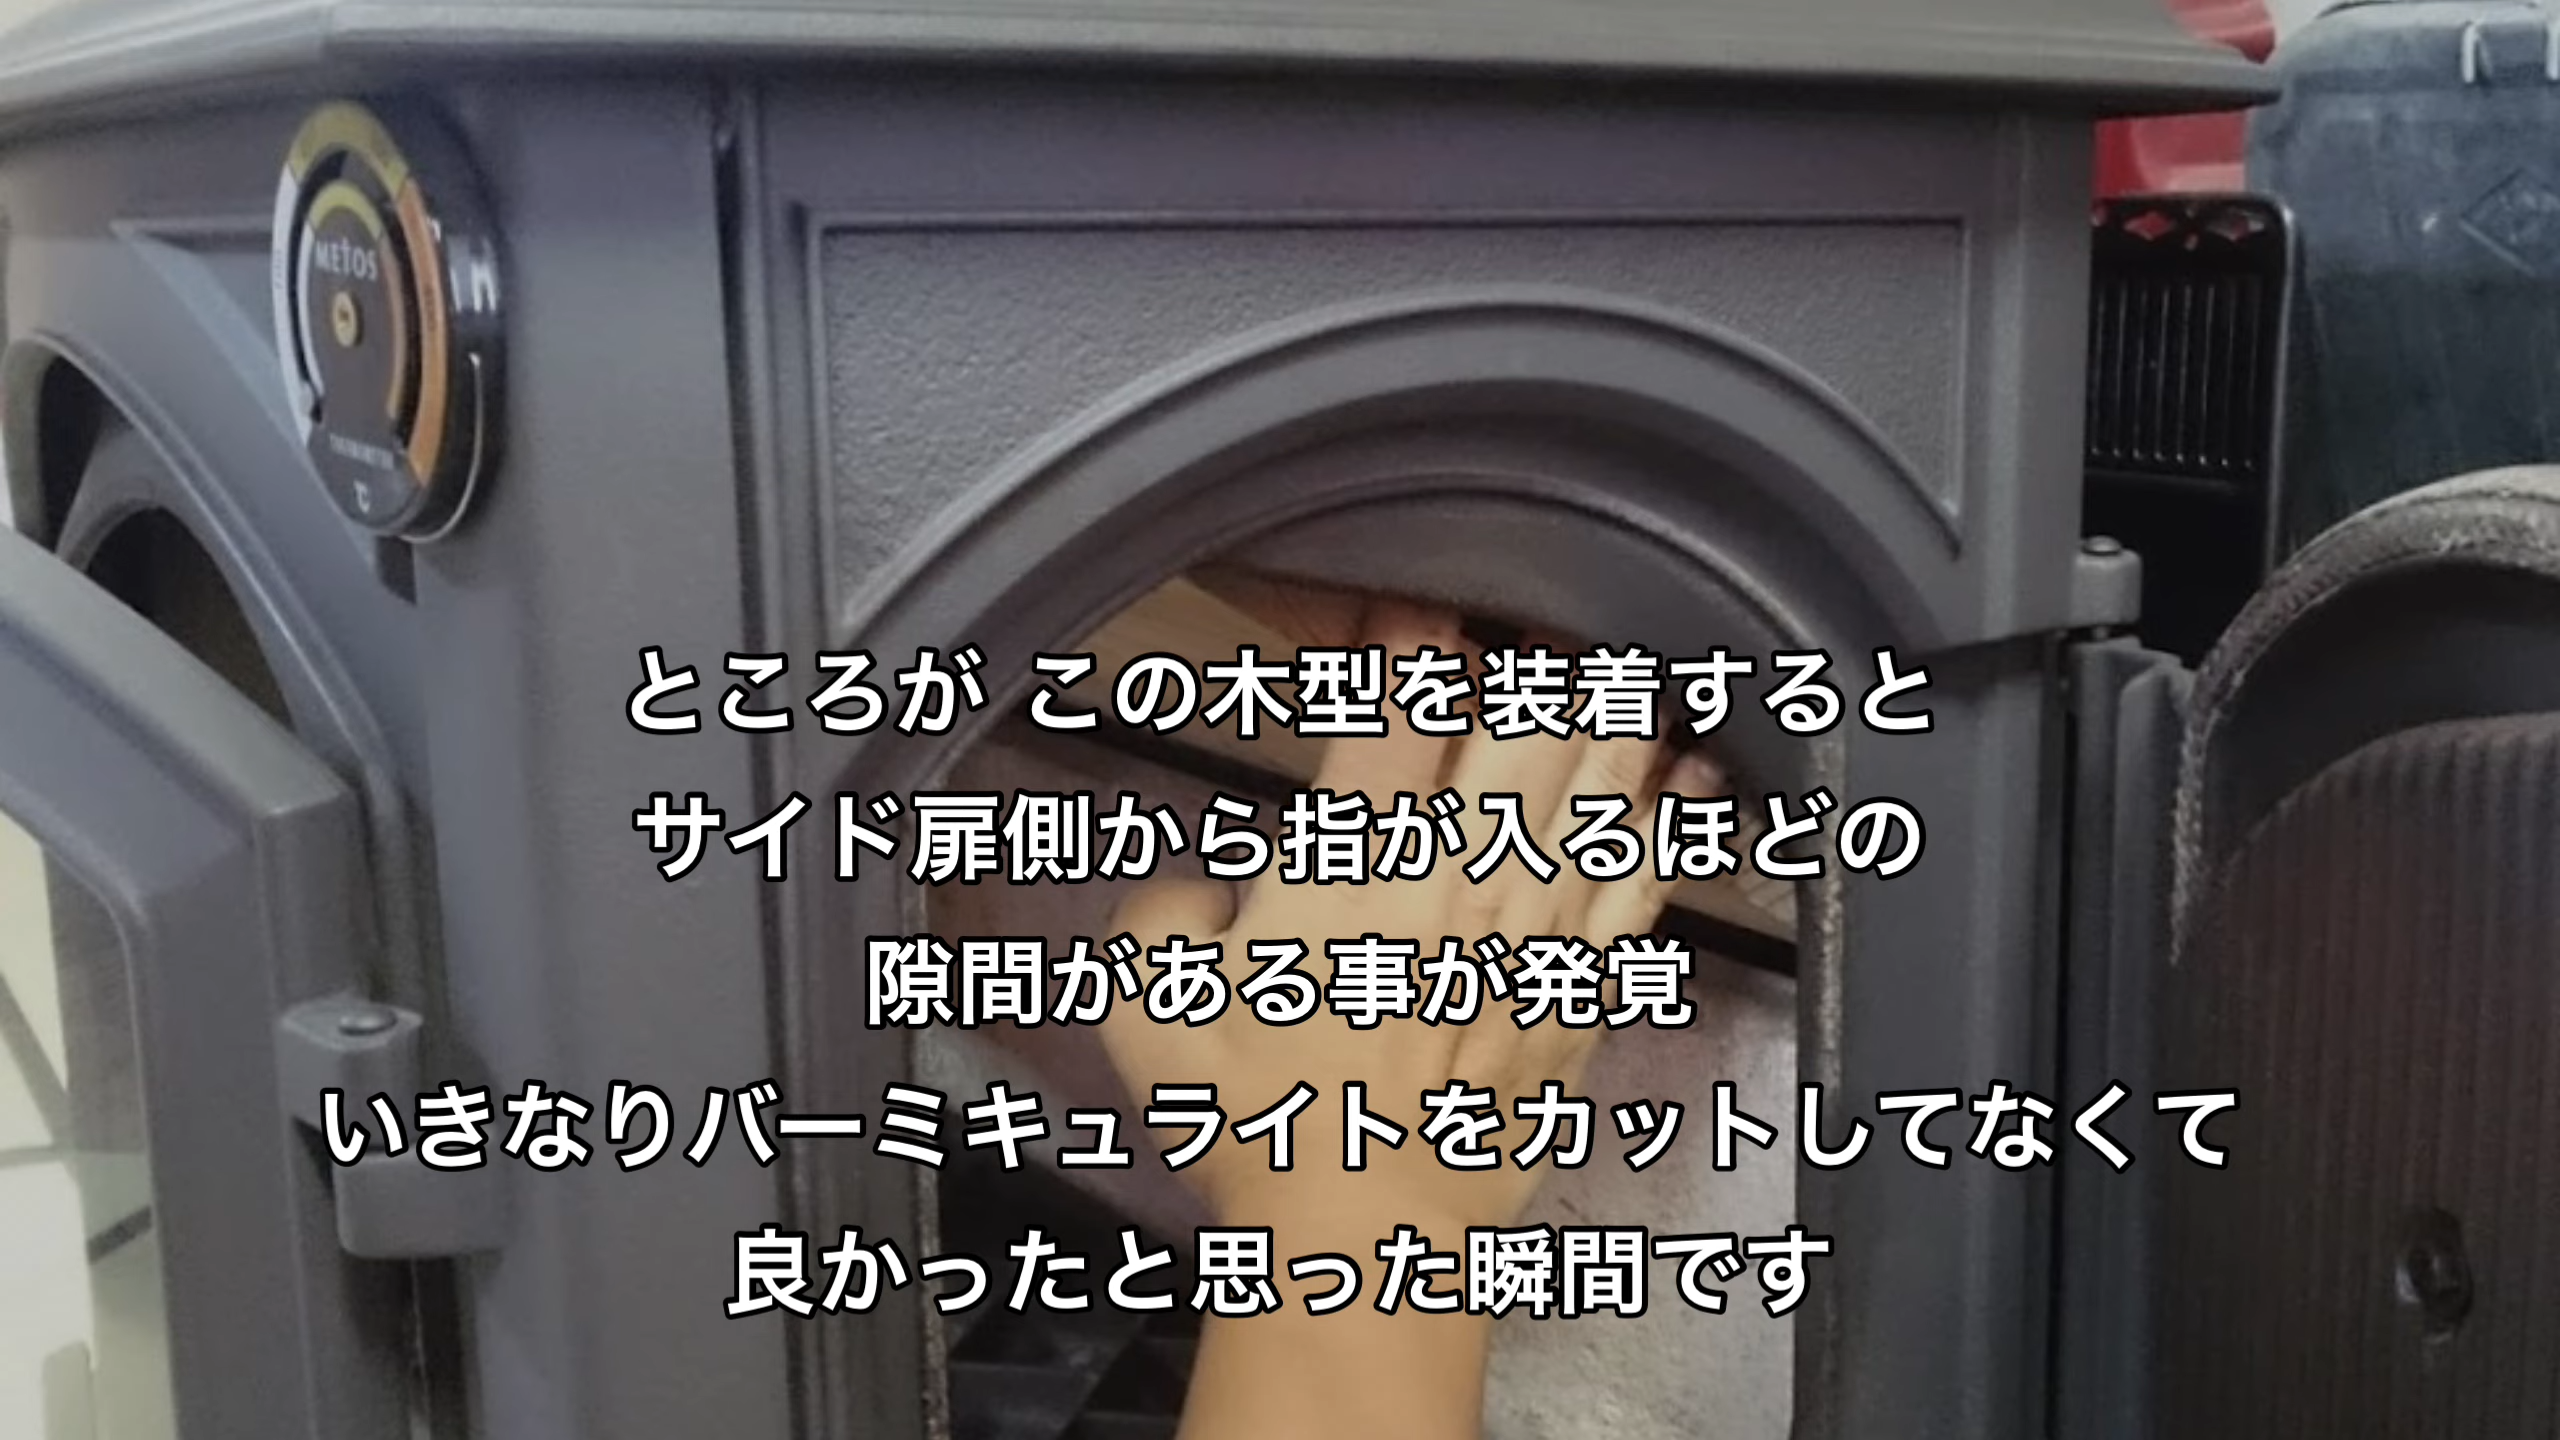 METOS
THERMOMETER
℃
ところが この木型を装着すると
サイド扉側から指が入るほどの
隙間がある事が発覚
いきなりバーミキュライトをカットしてなくて
良かったと思った瞬間です